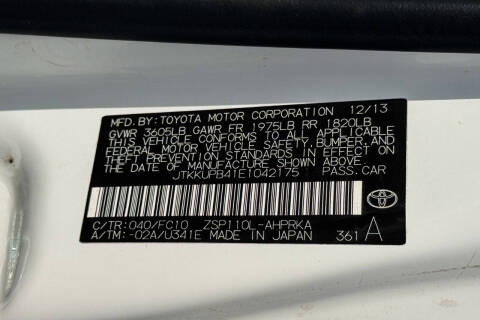 MFD.BY:TOYOTA MOTOR CORPORATION 12/13
GVWR 3605LB GAWR FR 1975LB RR 1820LB
THIS VEHICLE CONFORMS TO ALL APPLICABLE
FEDERAL MOTOR VEHICLE SAFETY, BUMPER, AND
THEFT PREVENTION STANDARDS IN EFFECT ON
THE DATE OF MANUFACTURE SHOWN ABOVE.
JTKKUPB41E1042175 PASS.CAR
C/TR:040/FC10 ZSP110L-AHPRKA
A/TM:-02A/U341E MADE IN JAPAN 361 A
TOYOTA